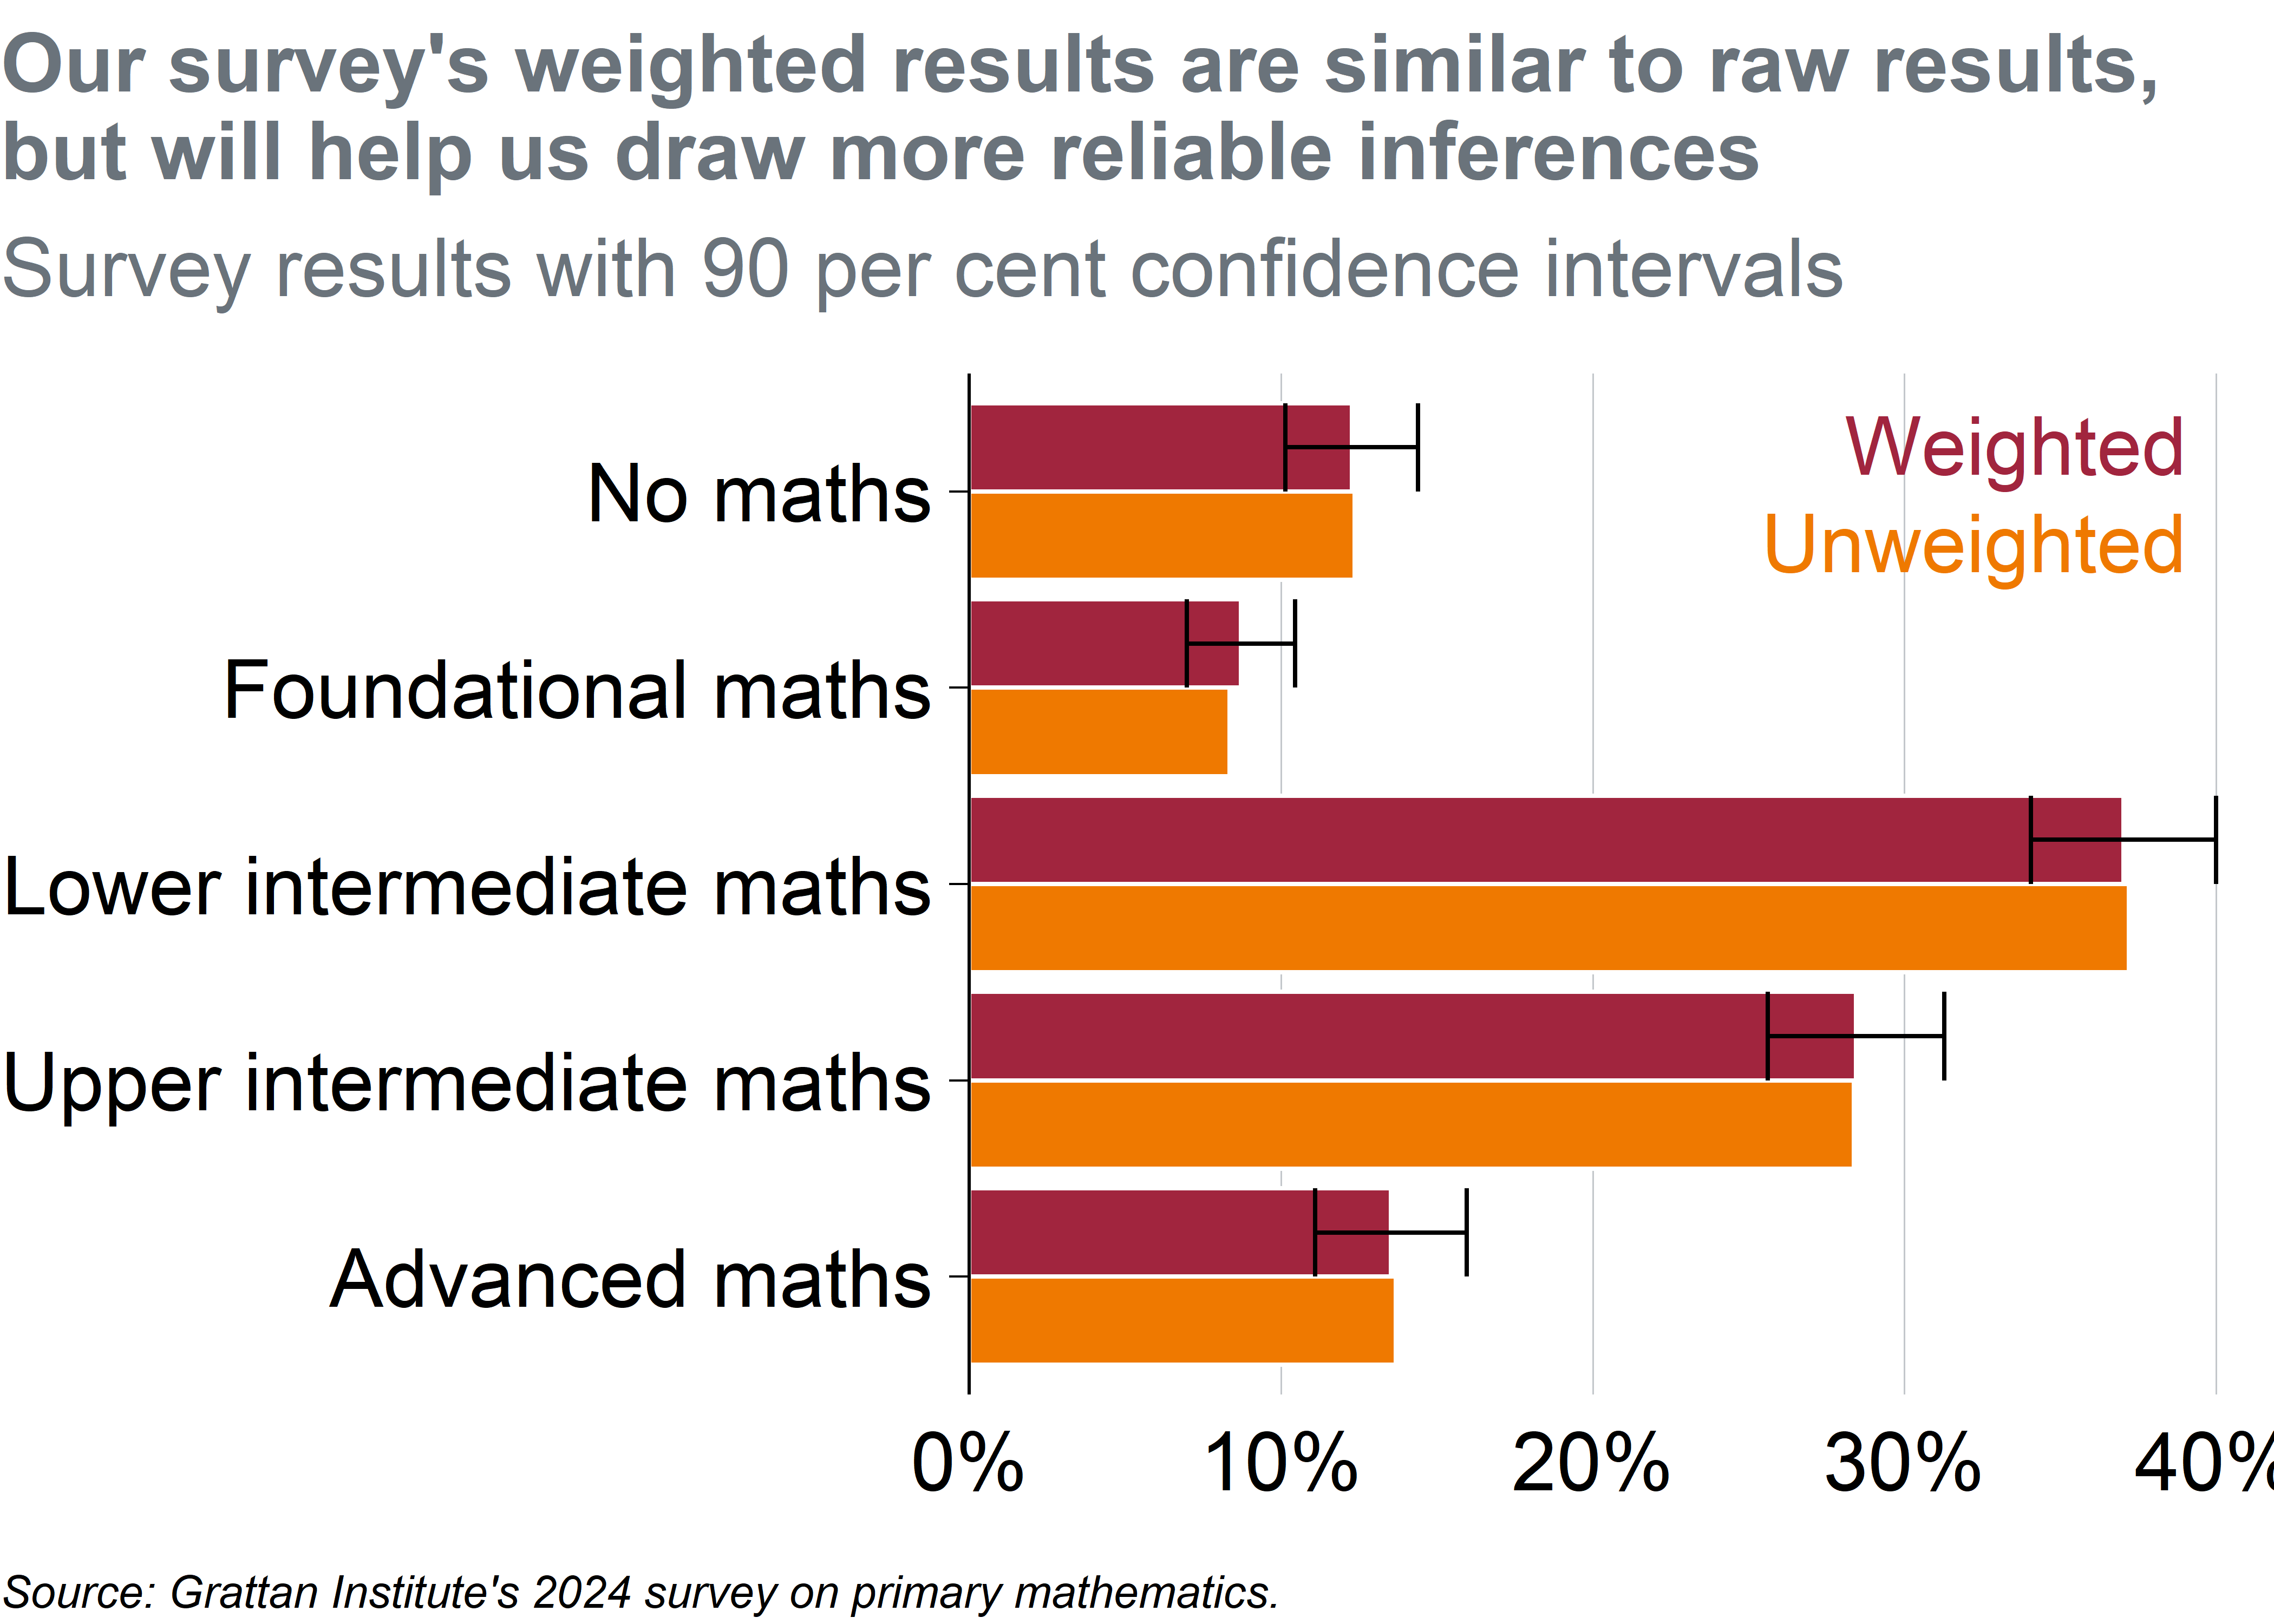 Our survey's weighted results are similar to raw results,
but will help us draw more reliable inferences
Survey results with 90 per cent confidence intervals
Weighted
Unweighted
No maths
Foundational maths
Lower intermediate maths
Upper intermediate maths
Advanced maths
0% 10% 20% 30% 40%
Source: Grattan Institute's 2024 survey on primary mathematics.